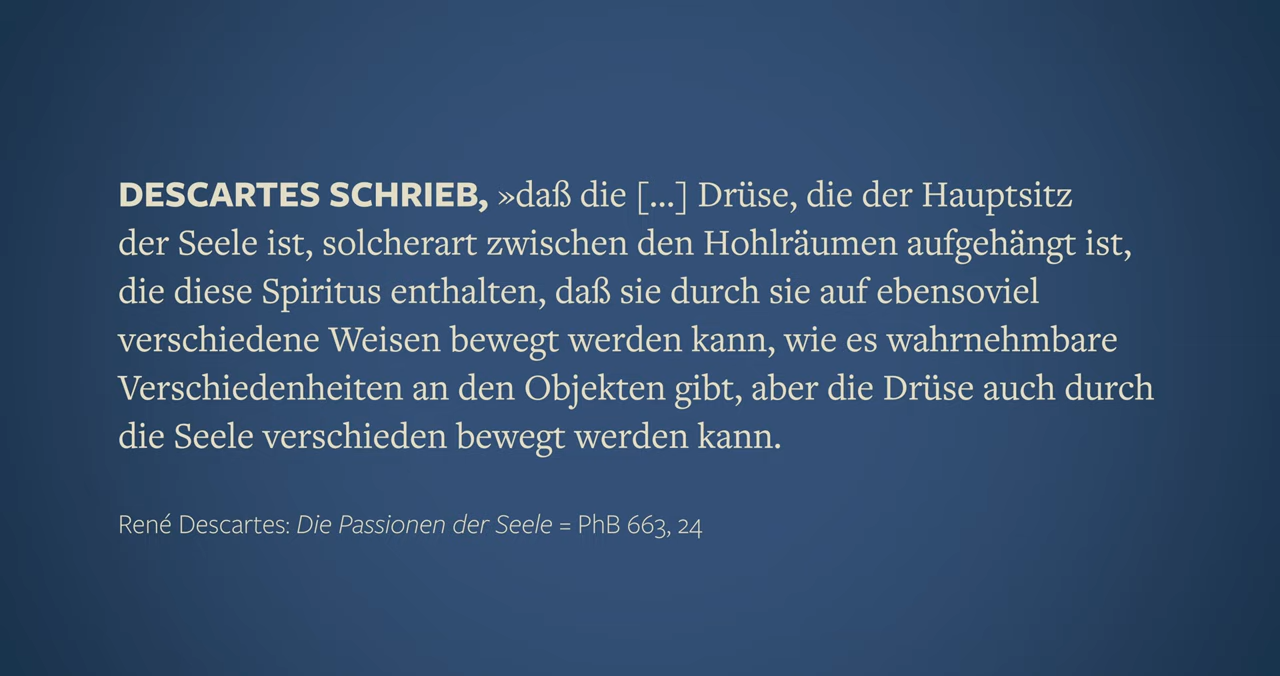 DESCARTES SCHRIEB, »daß die [...] Drüse, die der Hauptsitz
der Seele ist, solcherart zwischen den Hohlräumen aufgehängt ist,
die diese Spiritus enthalten, daß sie durch sie auf ebensoviel
verschiedene Weisen bewegt werden kann, wie es wahrnehmbare
Verschiedenheiten an den Objekten gibt, aber die Drüse auch durch
die Seele verschieden bewegt werden kann.
René Descartes: Die Passionen der Seele = PhB 663, 24